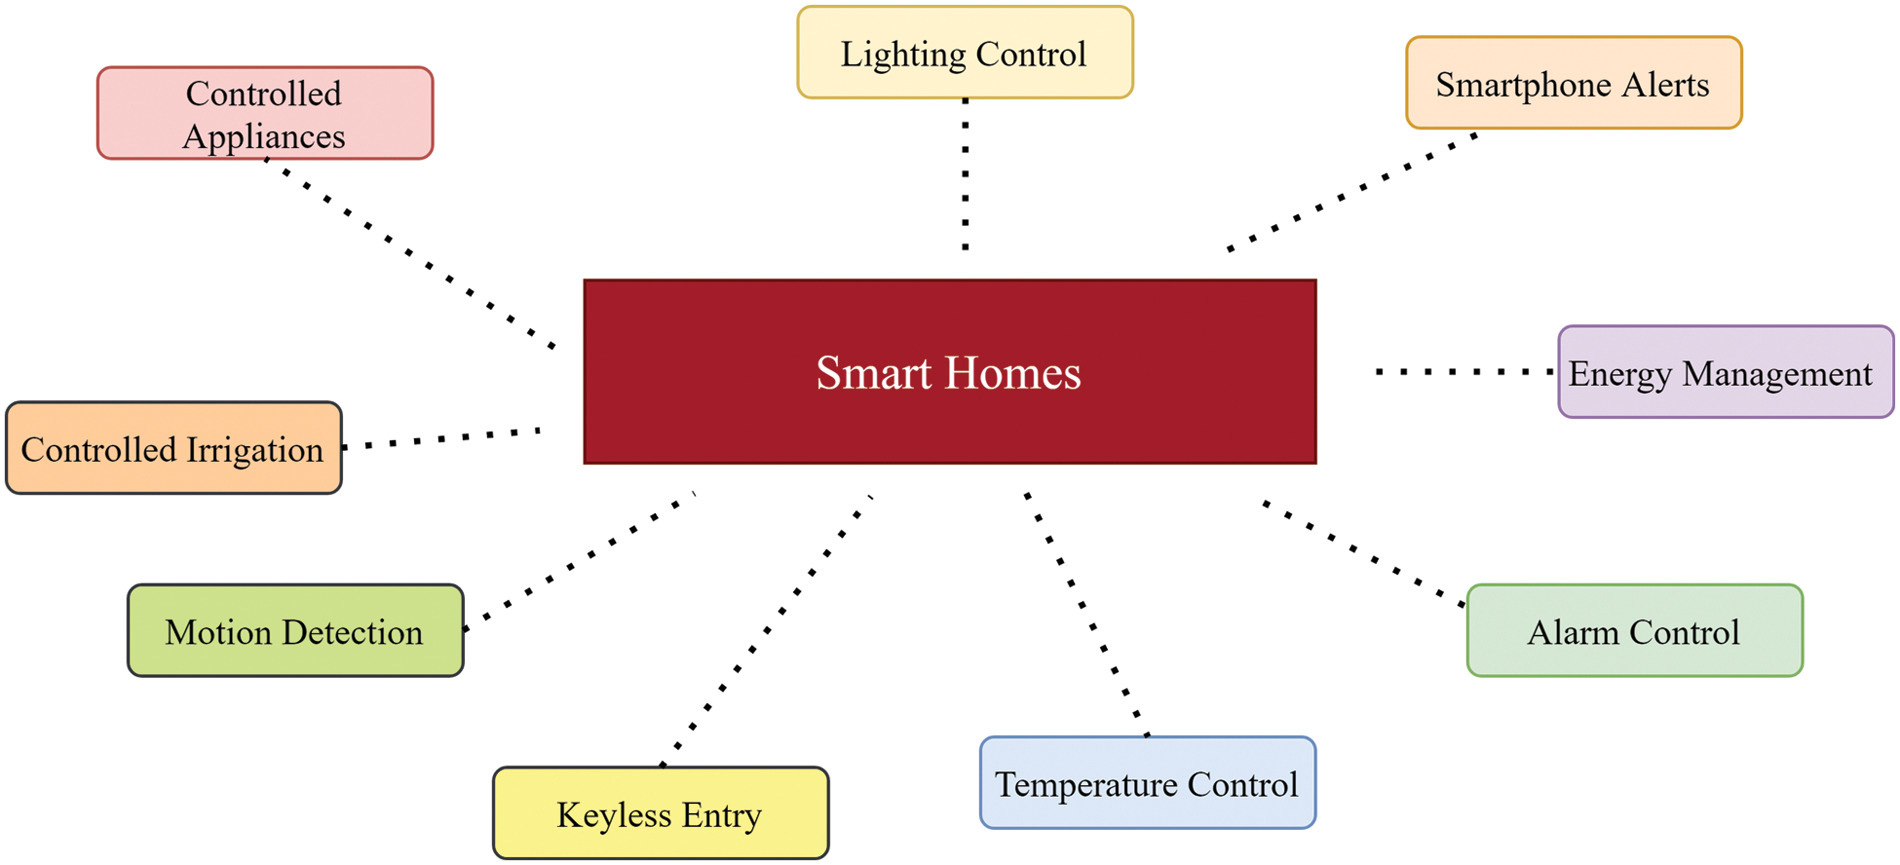 Lighting Control
Smartphone Alerts
Controlled
Appliances
Smart Homes
Energy Management
Controlled Irrigation
Motion Detection
Alarm Control
Temperature Control
Keyless Entry